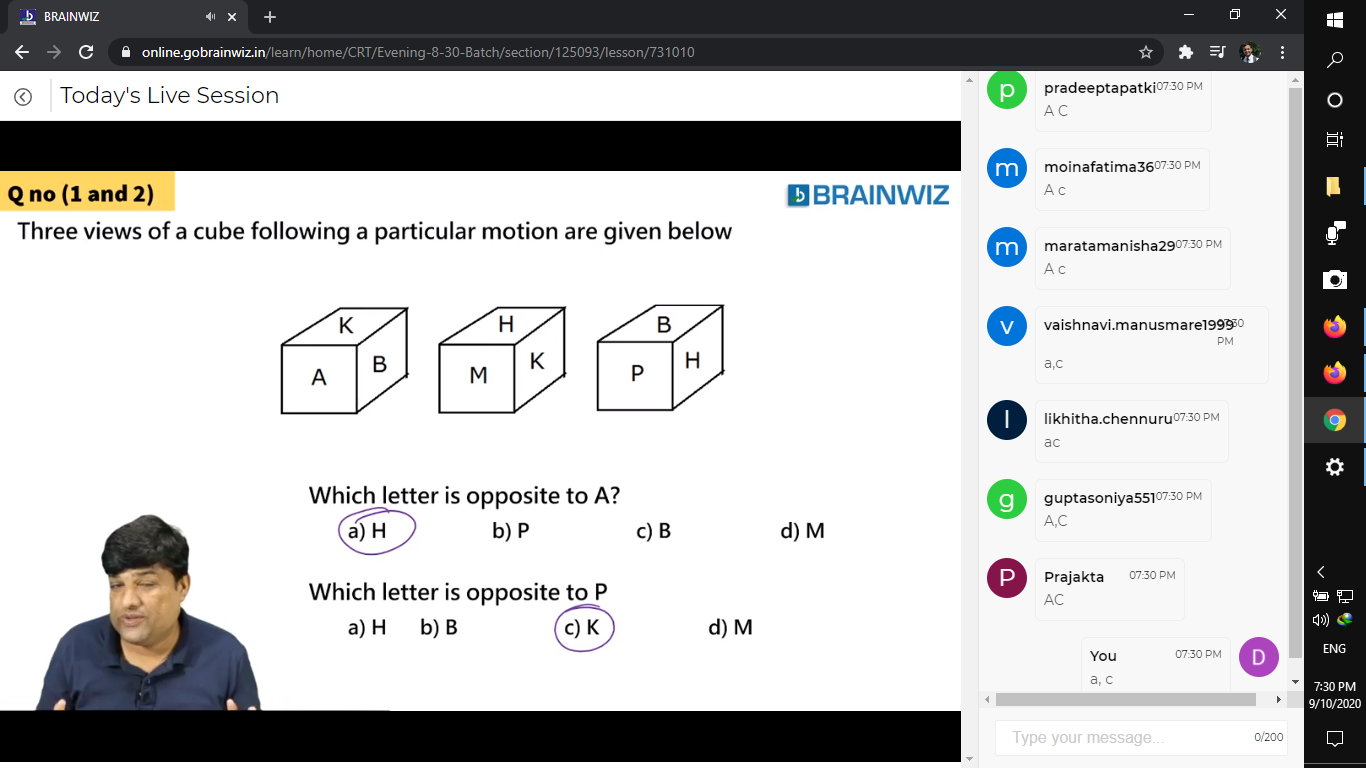 BRAINWIZ
online.gobrainwiz.in/learn/home/CRT/Evening-8-30-Batch/section/125093/lesson/731010
Today's Live Session
Q no (1 and 2)
BRAINWIZ
Three views of a cube following a particular motion are given below
K
A
B
H
M
K
B
P
H
Which letter is opposite to A?
a) H b) P c) B d) M
Which letter is opposite to P
a) H b) B c) K d) M
p
pradeeptapatki 07:30 PM
A C
m
moinafatima36 07:30 PM
A c
m
maratamanisha29 07:30 PM
A c
v
vaishnavi.manusmare1999 07:30
PM
a,c
l
likhitha.chennuru 07:30 PM
ac
g
guptasoniya551 07:30 PM
A,C
P
Prajakta 07:30 PM
AC
You 07:30 PM
D
a, c
Type your message... 0/200
ENG
7:30 PM
9/10/2020